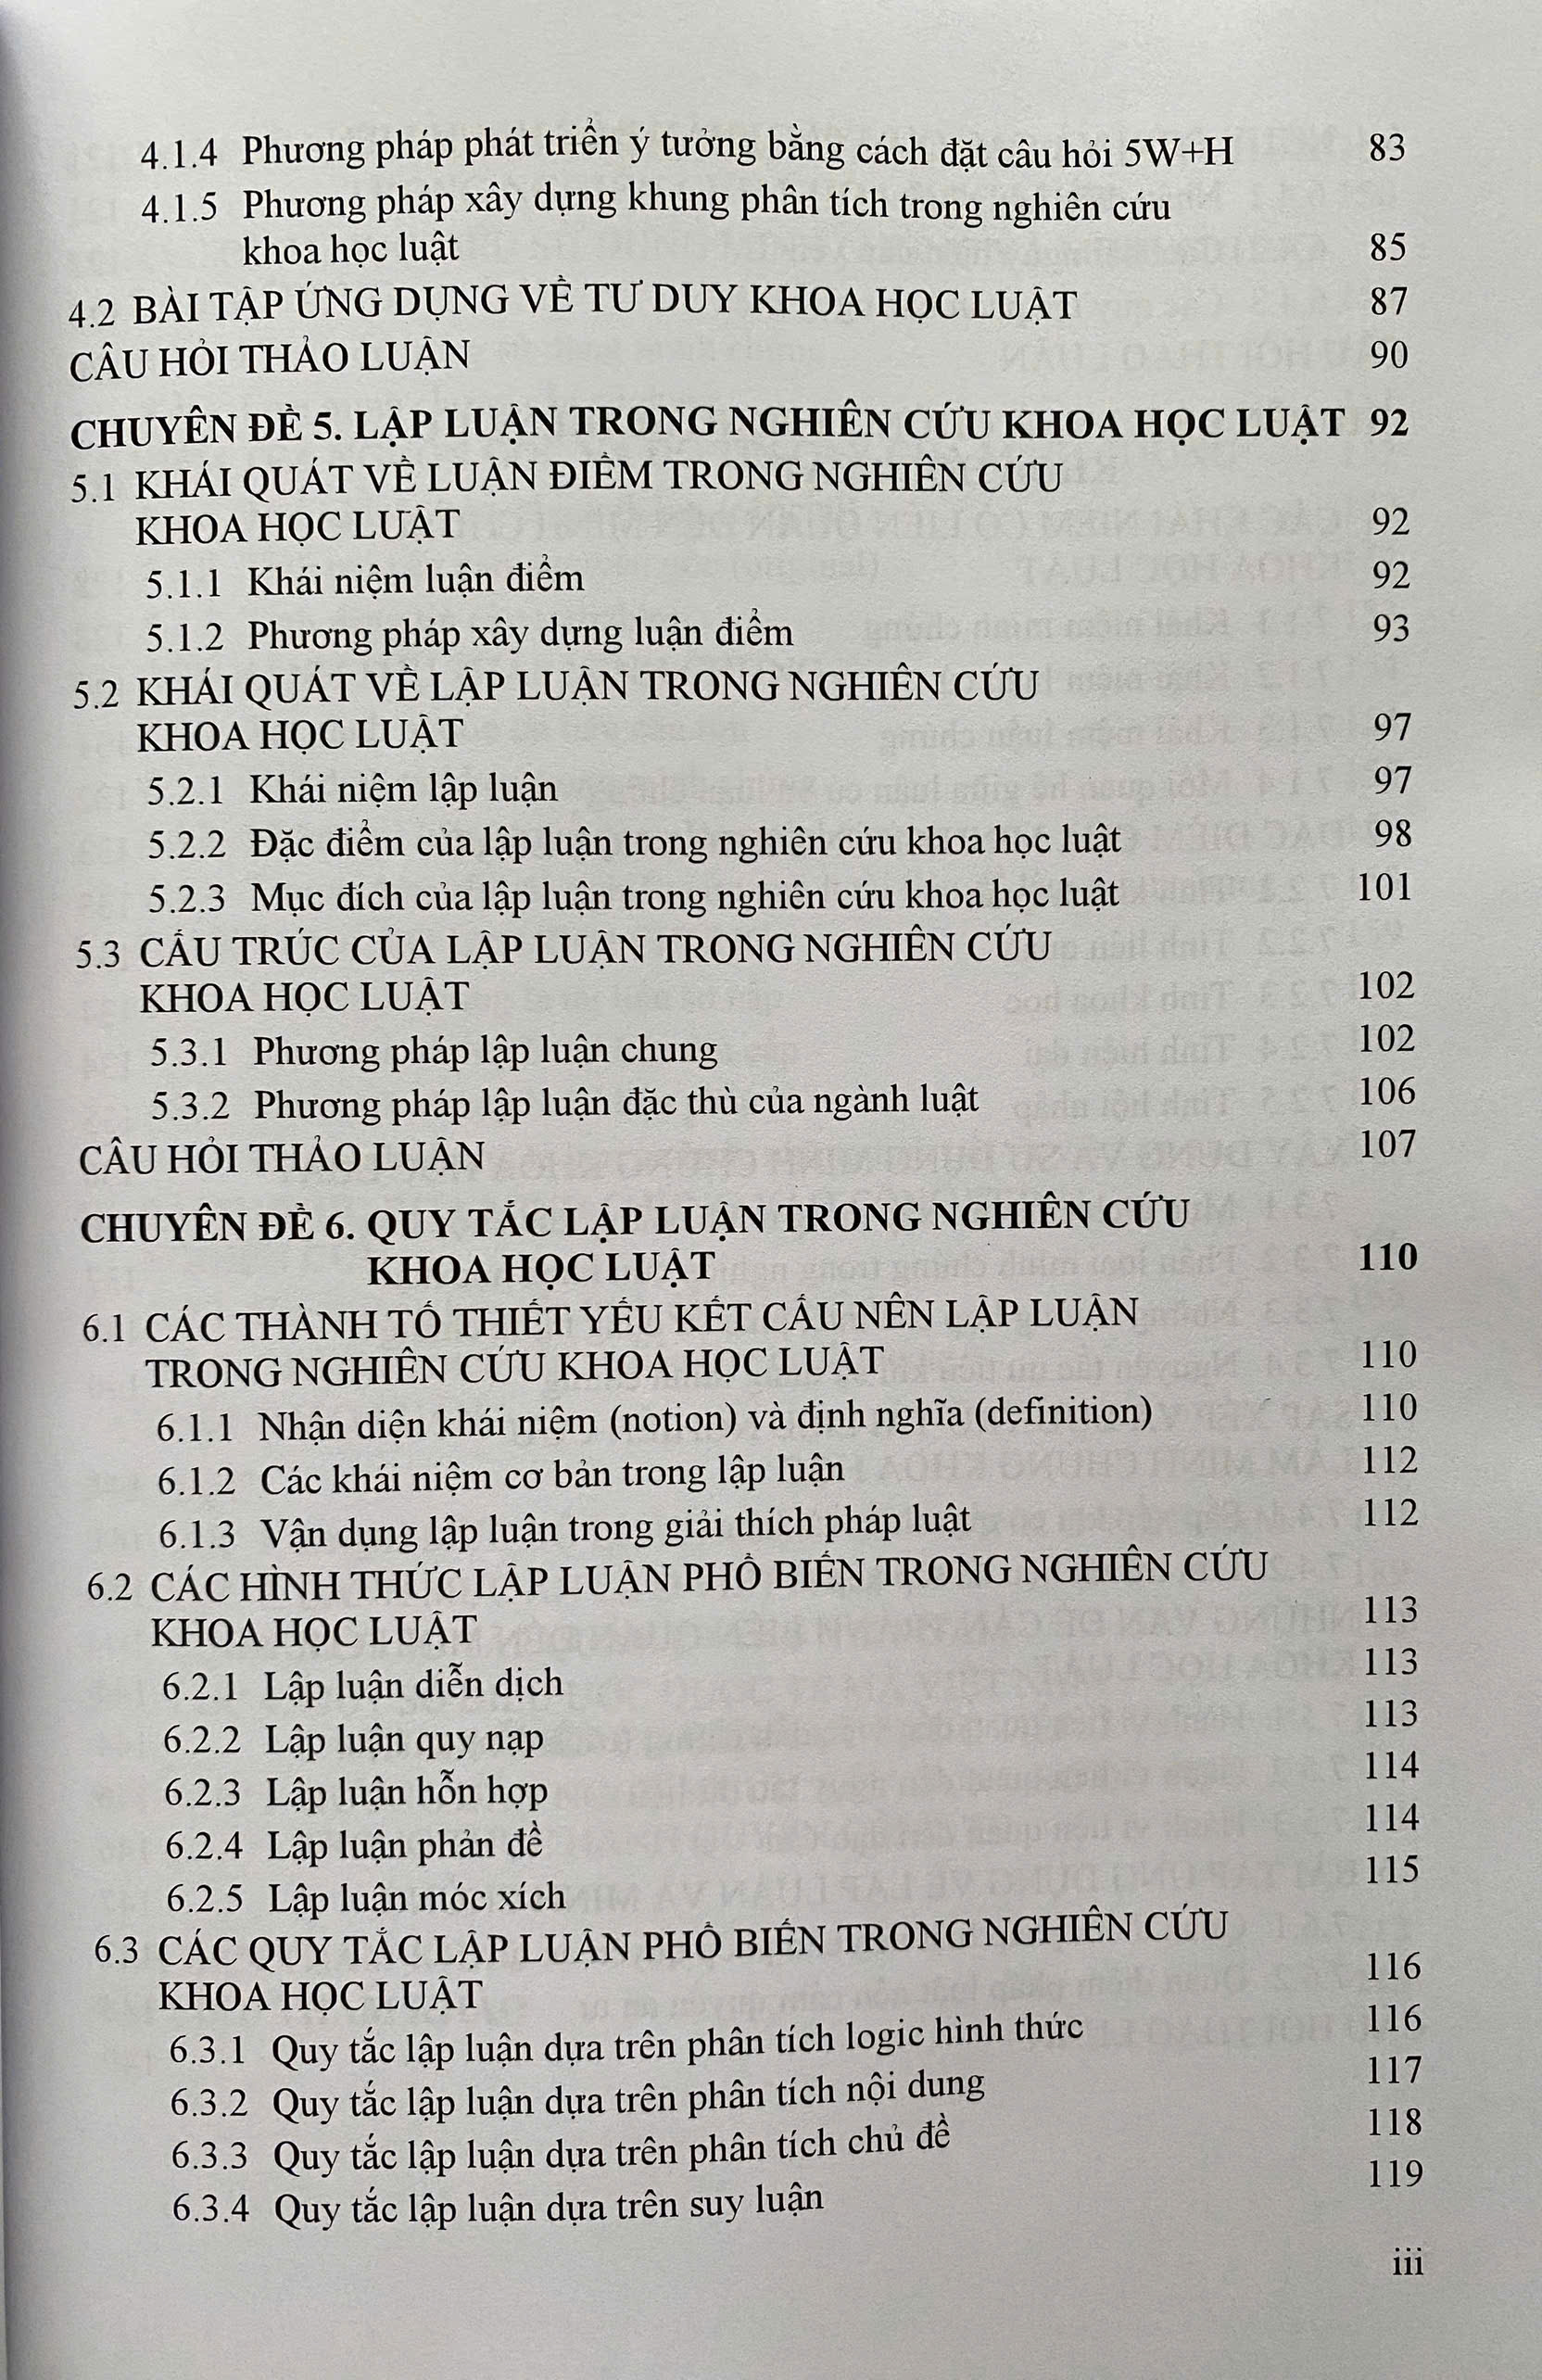 4.1.4 Phương pháp phát triển ý tưởng bằng cách đặt câu hỏi 5W+H 83
4.1.5 Phương pháp xây dựng khung phân tích trong nghiên cứu
khoa học luật 85
4.2 BÀI TẬP ỨNG DỤNG VỀ TƯ DUY KHOA HỌC LUẬT 87
CÂU HỎI THẢO LUẬN 90
CHUYÊN ĐỀ 5. LẬP LUẬN TRONG NGHIÊN CỨU KHOA HỌC LUẬT 92
5.1 KHÁI QUÁT VỀ LUẬN ĐIỂM TRONG NGHIÊN CỨU
KHOA HỌC LUẬT 92
5.1.1 Khái niệm luận điểm 92
5.1.2 Phương pháp xây dựng luận điểm 93
5.2 KHÁI QUÁT VỀ LẬP LUẬN TRONG NGHIÊN CỨU
KHOA HỌC LUẬT 97
5.2.1 Khái niệm lập luận 97
5.2.2 Đặc điểm của lập luận trong nghiên cứu khoa học luật 98
5.2.3 Mục đích của lập luận trong nghiên cứu khoa học luật 101
5.3 CẤU TRÚC CỦA LẬP LUẬN TRONG NGHIÊN CỨU
KHOA HỌC LUẬT 102
5.3.1 Phương pháp lập luận chung 102
5.3.2 Phương pháp lập luận đặc thù của ngành luật 106
CÂU HỎI THẢO LUẬN 107
CHUYÊN ĐỀ 6. QUY TẮC LẬP LUẬN TRONG NGHIÊN CỨU
KHOA HỌC LUẬT 110
6.1 CÁC THÀNH TỐ THIẾT YẾU KẾT CẤU NÊN LẬP LUẬN
TRONG NGHIÊN CỨU KHOA HỌC LUẬT 110
6.1.1 Nhận diện khái niệm (notion) và định nghĩa (definition) 110
6.1.2 Các khái niệm cơ bản trong lập luận 112
6.1.3 Vận dụng lập luận trong giải thích pháp luật 112
6.2 CÁC HÌNH THỨC LẬP LUẬN PHỔ BIẾN TRONG NGHIÊN CỨU
KHOA HỌC LUẬT 113
6.2.1 Lập luận diễn dịch 113
6.2.2 Lập luận quy nạp 113
6.2.3 Lập luận hỗn hợp 114
6.2.4 Lập luận phản đề 114
6.2.5 Lập luận móc xích 115
6.3 CÁC QUY TẮC LẬP LUẬN PHỔ BIẾN TRONG NGHIÊN CỨU
KHOA HỌC LUẬT 116
6.3.1 Quy tắc lập luận dựa trên phân tích logic hình thức 116
6.3.2 Quy tắc lập luận dựa trên phân tích nội dung 117
6.3.3 Quy tắc lập luận dựa trên phân tích chủ đề 118
6.3.4 Quy tắc lập luận dựa trên suy luận 119
iii